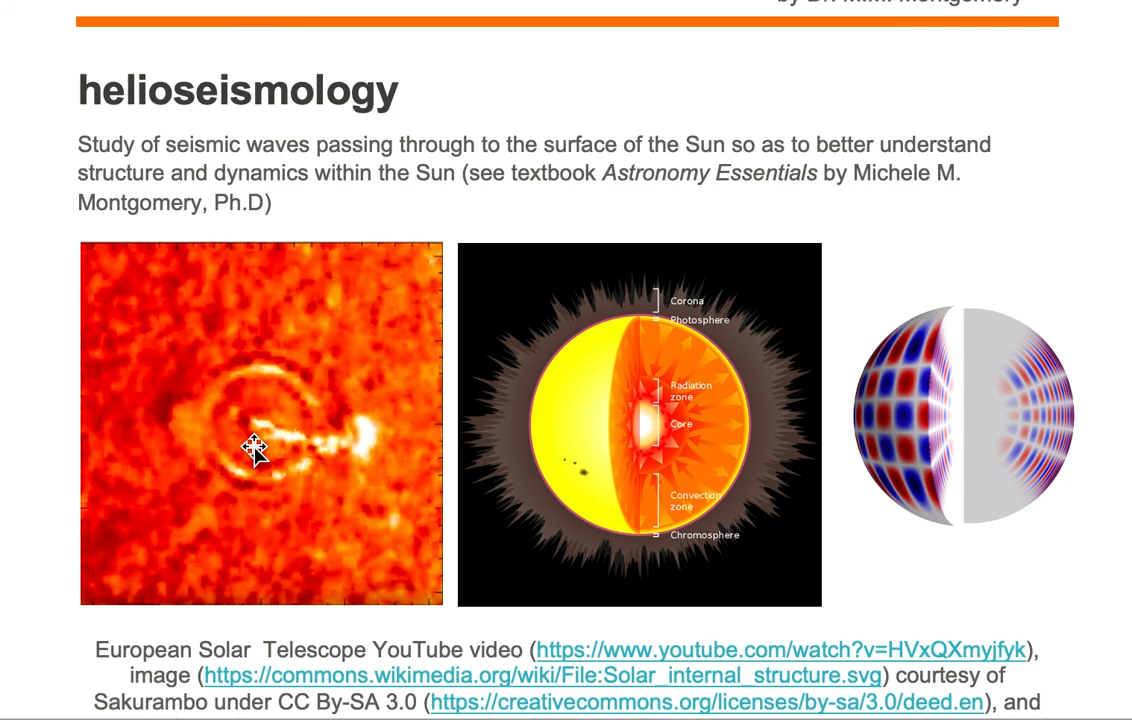 by Dr. Mimi Montgomery
helioseismology
Study of seismic waves passing through to the surface of the Sun so as to better understand
structure and dynamics within the Sun (see textbook Astronomy Essentials by Michele M.
Montgomery, Ph.D)
Corona
Photosphere
Radiation
zone
Core
Convection
zone
Chromosphere
European Solar Telescope YouTube video (https://www.youtube.com/watch?v=HVxQXmyjfyk),
image (https://commons.wikimedia.org/wiki/File:Solar_internal_structure.svg) courtesy of
Sakurambo under CC By-SA 3.0 (https://creativecommons.org/licenses/by-sa/3.0/deed.en), and